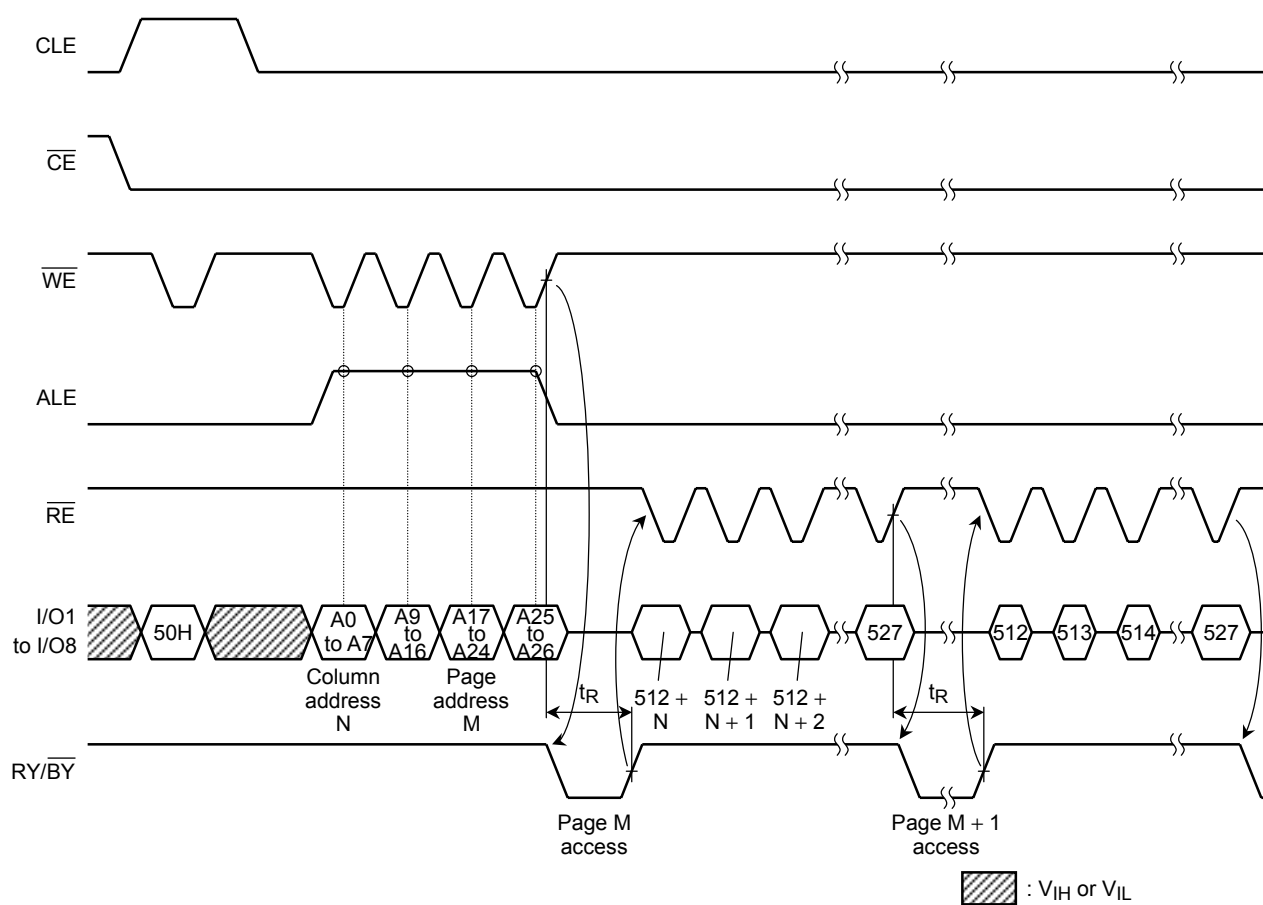 CLE
CE
WE
ALE
RE
I/O1
to I/O8
50H
A0
to A7
A9
to
A16
A17
to
A24
A25
to
A26
527
512
513
514
527
Column
address
N
Page
address
M
tR
512 +
N
512 +
N + 1
512 +
N + 2
tR
RY/BY
Page M
access
Page M + 1
access
: VIH or VIL